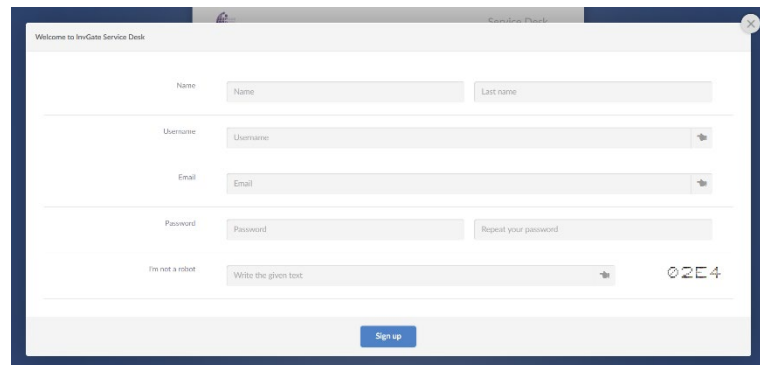 Service Desk
Welcome to InvGate Service Desk
Name
Name
Last name
Username
Username
Email
Email
Password
Password
Repeat your password
I'm not a robot
Write the given text
02E4
Sign up